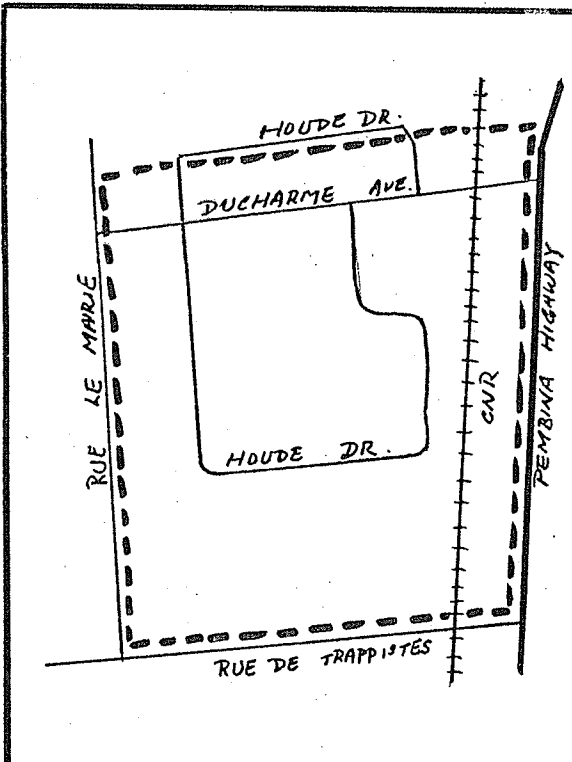 HOUDE DR.
DUCHARME AVE.
RUE LE MARIE
CNR
PEMBINA HIGHWAY
HOUDE DR.
RUE DE TRAPPISTES